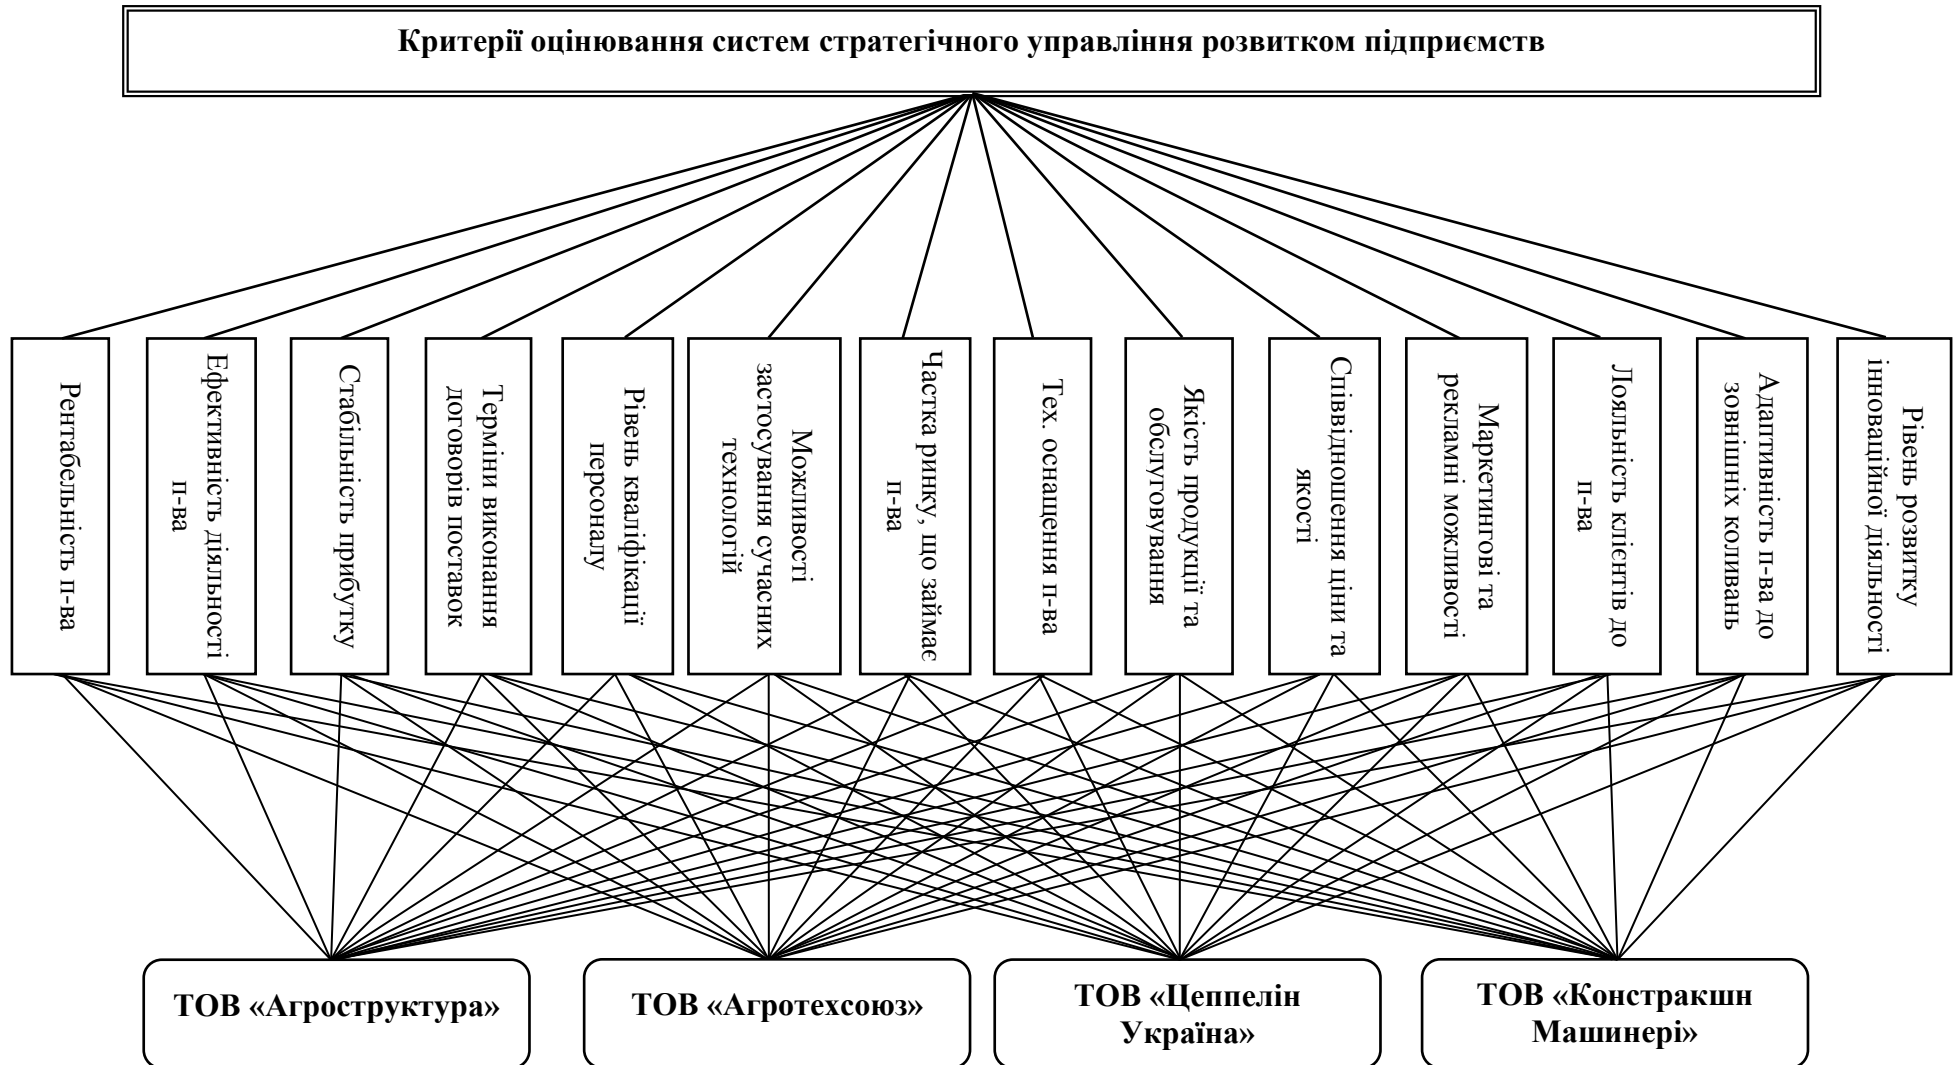 Критерії оцінювання систем стратегічного управління розвитком підприємств
Рентабельність п-ва
Ефективність діяльності
п-ва
Стабільність прибутку
Терміни виконання
договорів поставок
Рівень кваліфікації
персоналу
Можливості
застосування сучасних
технологій
Частка ринку, що займає
п-ва
Тех. оснащення п-ва
Якість продукції та
обслуговування
Співвідношення ціни та
якості
Маркетингові та
рекламні можливості
Лояльність клієнтів до
п-ва
Адаптивність п-ва до
зовнішніх коливань
Рівень розвитку
інноваційної діяльності
ТОВ «Агроструктура»
ТОВ «Агротехсоюз»
ТОВ «Цеппелін
Україна»
ТОВ «Констракшн
Машинері»